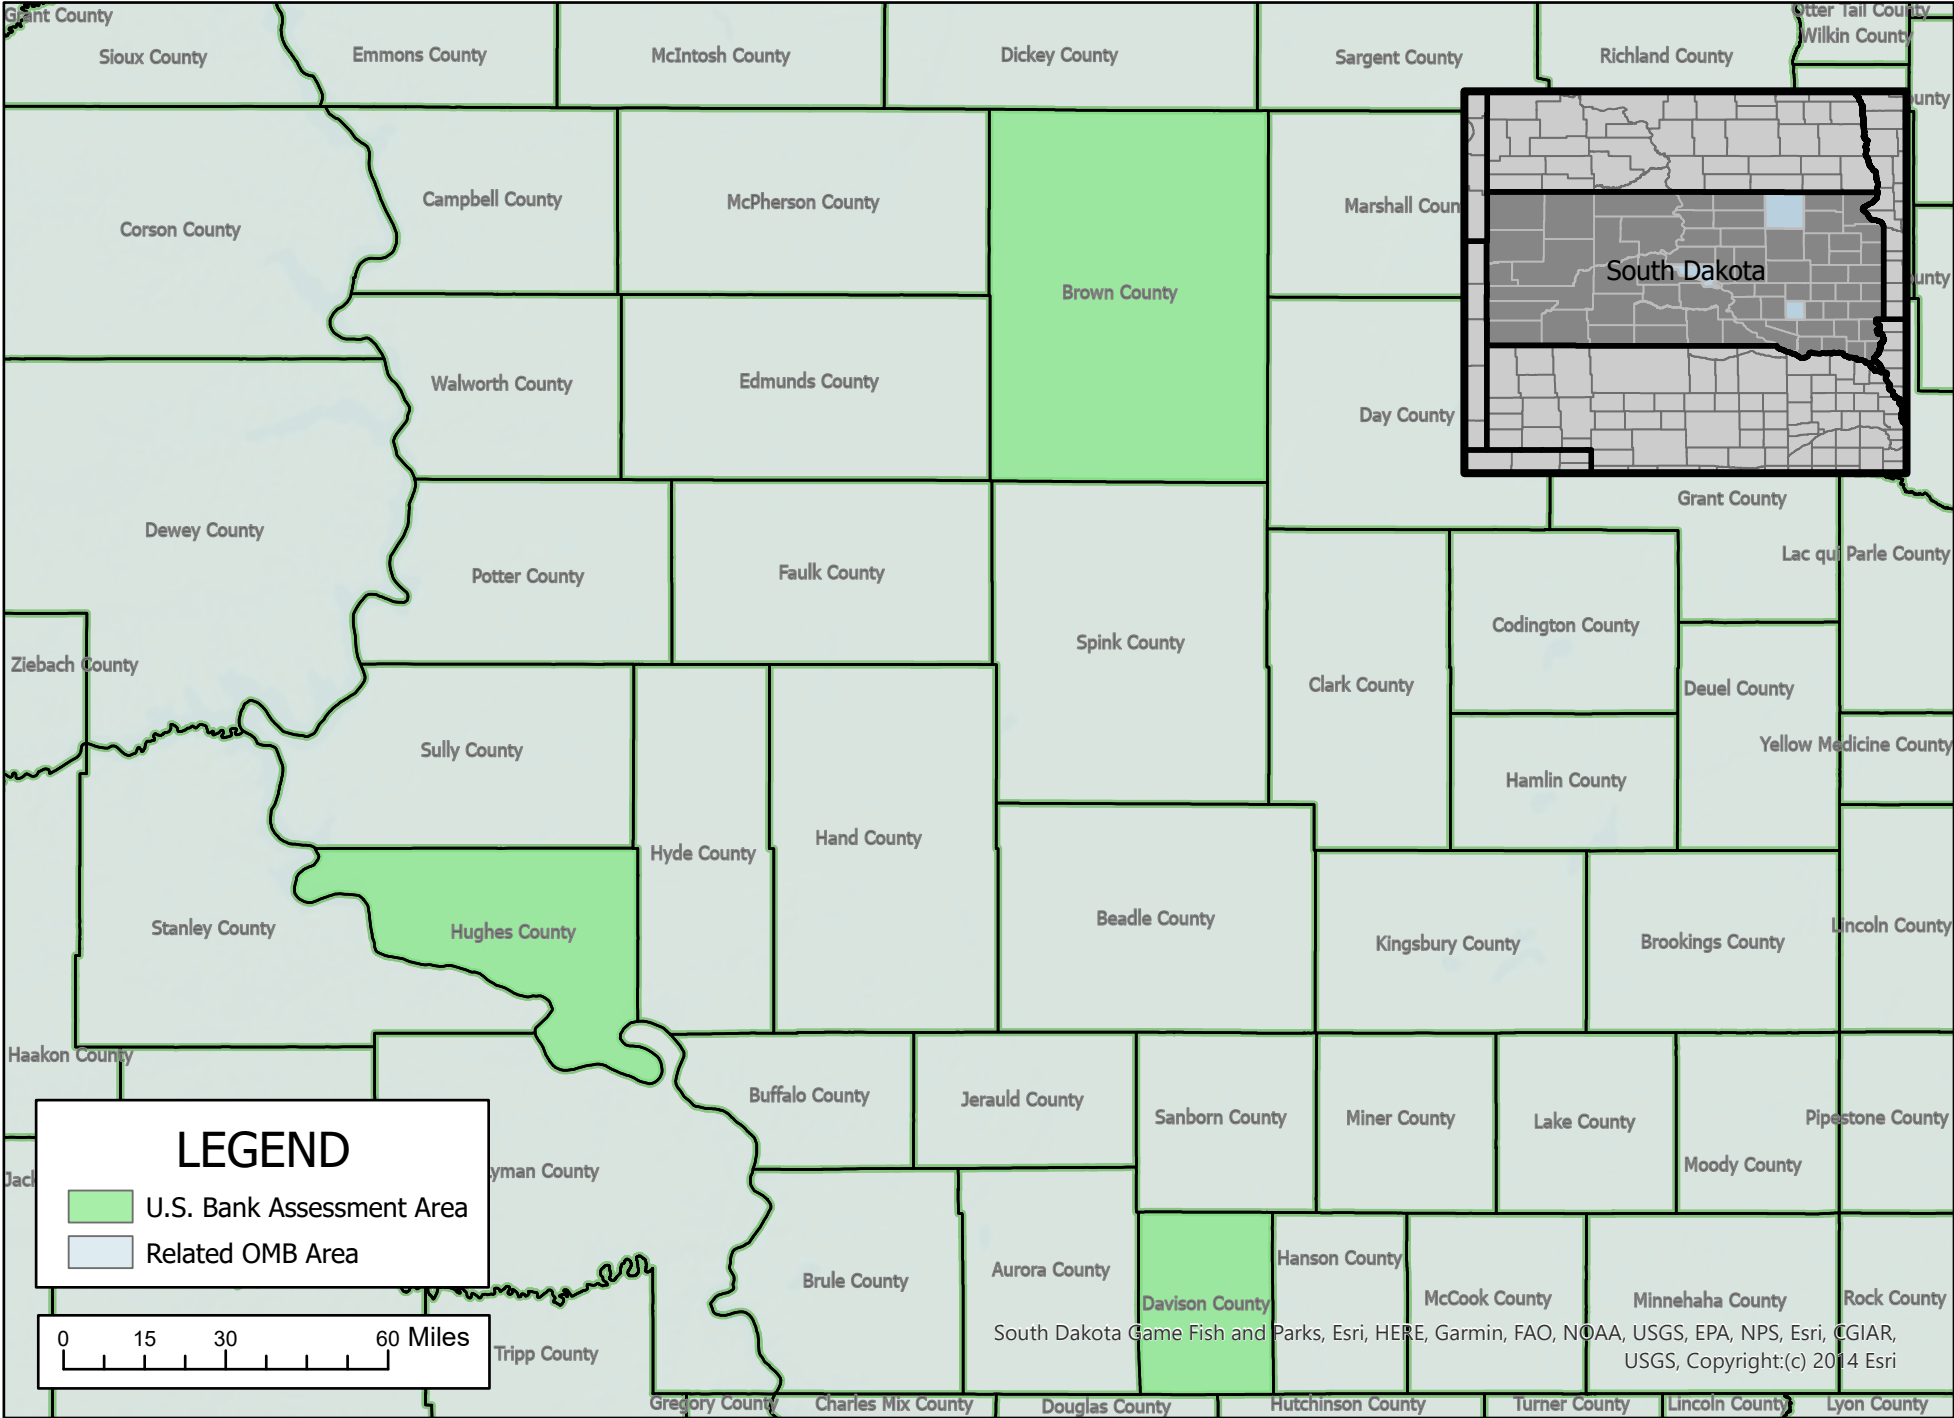 Grant County
Otter Tail County
Wilkin County
Sioux County
Emmons County
McIntosh County
Dickey County
Sargent County
Richland County
ounty
Corson County
Campbell County
McPherson County
Brown County
Marshall Coun
South Dakota
ounty
Walworth County
Edmunds County
Day County
Grant County
Dewey County
Potter County
Faulk County
Lac qui Parle County
Spink County
Codington County
Ziebach County
Clark County
Deuel County
Sully County
Yellow Medicine County
Hamlin County
Hand County
Hyde County
Stanley County
Hughes County
Beadle County
Kingsbury County
Brookings County
Lincoln County
Haakon County
Buffalo County
Jerauld County
Sanborn County
Miner County
Lake County
Pipestone County
Moody County
Jack
yman County
LEGEND
U.S. Bank Assessment Area
Related OMB Area
Brule County
Aurora County
Davison County
Hanson County
McCook County
Minnehaha County
Rock County
0 15 30 60 Miles
Tripp County
South Dakota Game Fish and Parks, Esri, HERE, Garmin, FAO, NOAA, USGS, EPA, NPS, Esri, CGIAR,
USGS, Copyright:(c) 2014 Esri
Gregory County
Charles Mix County
Douglas County
Hutchinson County
Turner County
Lincoln County
Lyon County